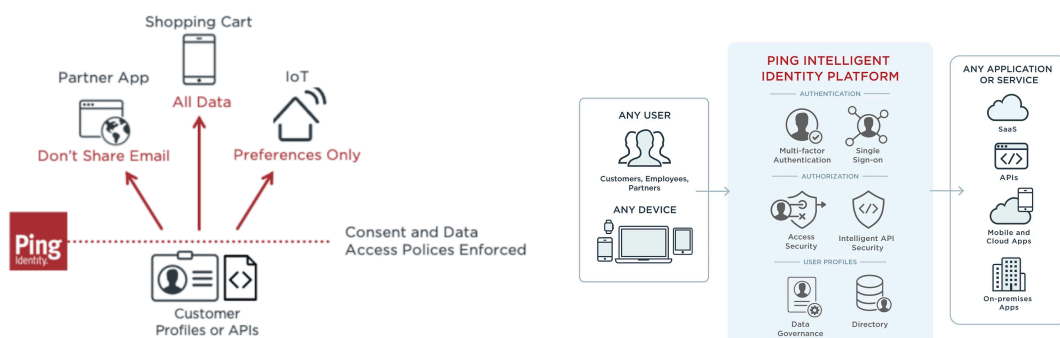 Shopping Cart
All Data
Partner App
Don't Share Email
IoT
Preferences Only
Ping
Identity.
Consent and Data
Access Polices Enforced
Customer
Profiles or APIs
ANY USER
Customers, Employees,
Partners
ANY DEVICE
PING INTELLIGENT
IDENTITY PLATFORM
AUTHENTICATION
Multi-factor
Authentication
Single
Sign-on
AUTHORIZATION
Access
Security
Intelligent API
Security
USER PROFILES
Data
Governance
Directory
ANY APPLICATION
OR SERVICE
SaaS
APIs
Mobile and
Cloud Apps
On-premises
Apps